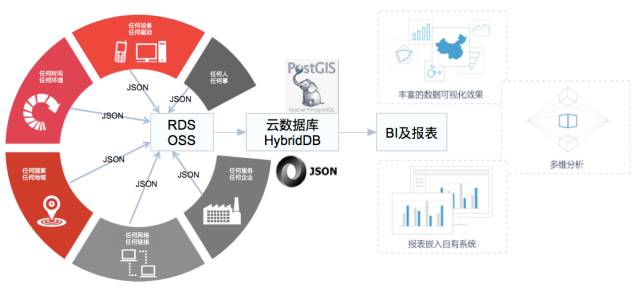 任何设备
任何驱动
任何时间
任何环境
任何人
任何事
JSON
JSON
JSON
RDS
OSS
JSON
JSON
JSON
任何国家
任何地域
任何网络
任何链接
任何服务
任何企业
PostGIS
Spatial PostgreSQL
云数据库
HybridDB
JSON
BI及报表
丰富的数据可视化效果
多维分析
报表嵌入自有系统